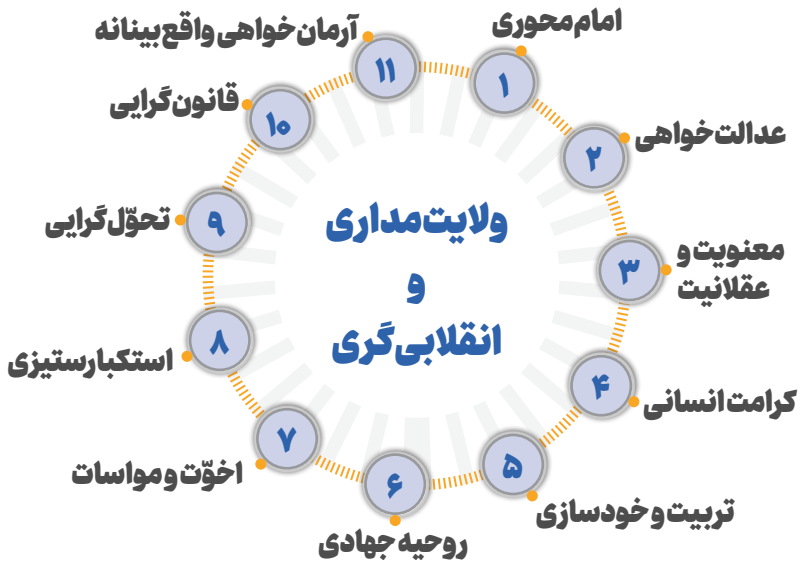 ولایت‌مداری
و
انقلابی‌گری
۱
امام‌محوری
۲
عدالت‌خواهی
۳
معنویت و
عقلانیت
۴
کرامت انسانی
۵
تربیت و خودسازی
۶
روحیه جهادی
۷
اخوّت و مواسات
۸
استکبارستیزی
۹
تحوّل‌گرایی
۱۰
قانون‌گرایی
۱۱
آرمان‌خواهی واقع‌بینانه